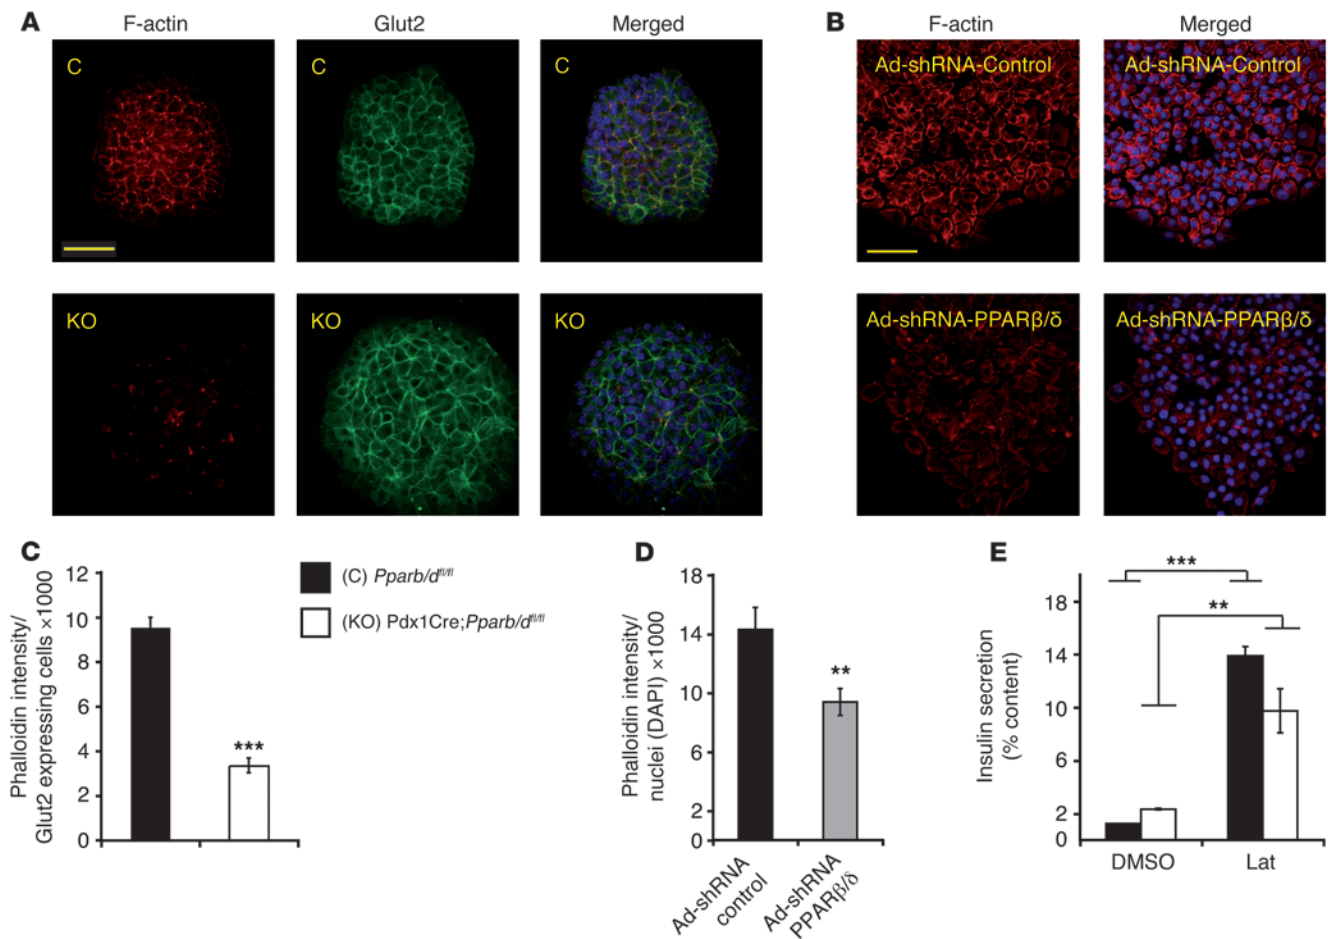 A
F-actin
Glut2
Merged
C
C
C
KO
KO
KO
B
F-actin
Merged
Ad-shRNA-Control
Ad-shRNA-Control
Ad-shRNA-PPARβ/δ
Ad-shRNA-PPARβ/δ
C
Phalloidin intensity/
Glut2 expressing cells ×1000
12
10
8
6
4
2
0
***
(C) Pparb/d^fl/fl
(KO) Pdx1Cre;Pparb/d^fl/fl
D
Phalloidin intensity/
nuclei (DAPI) ×1000
18
14
10
6
2
0
**
Ad-shRNA
control
Ad-shRNA
PPARβ/δ
E
Insulin secretion
(% content)
18
14
10
6
2
0
***
**
DMSO
Lat